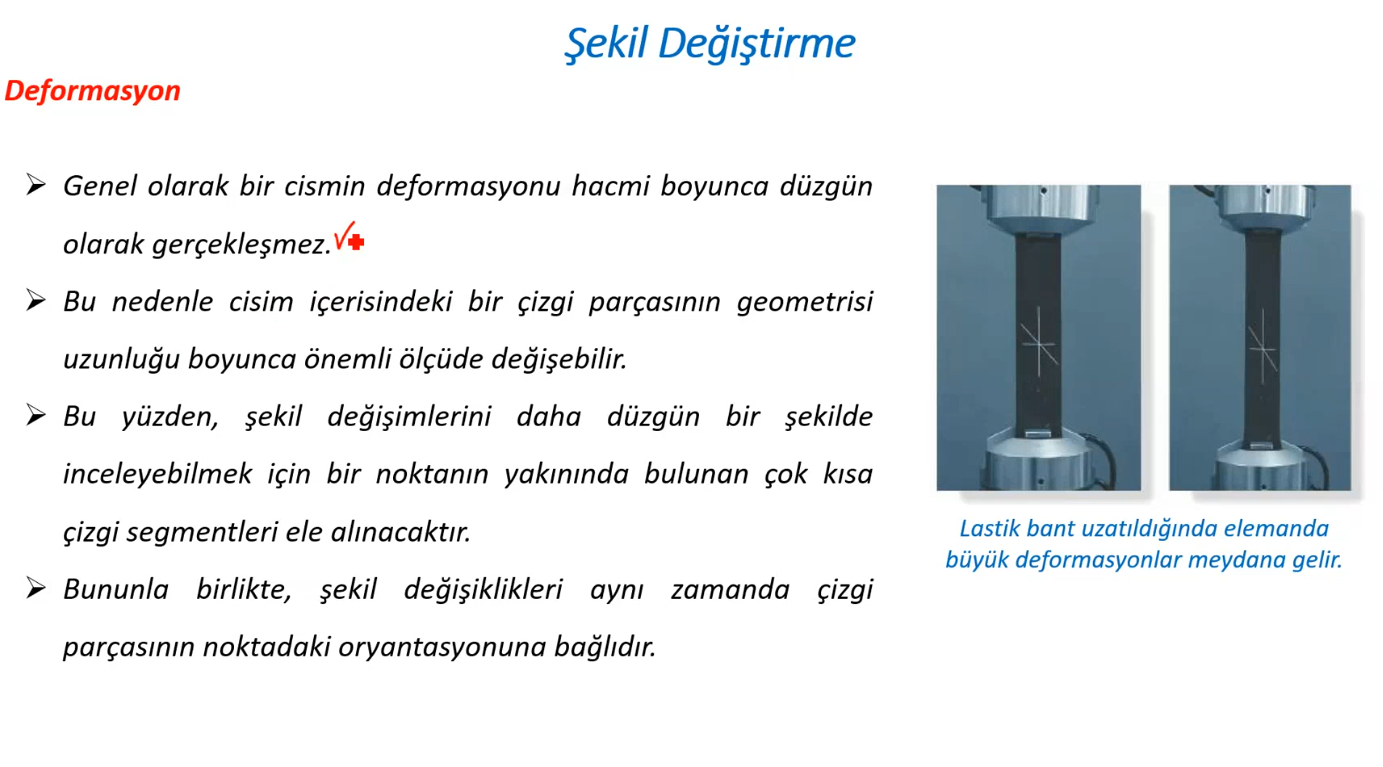 Şekil Değiştirme
Deformasyon
➢ Genel olarak bir cismin deformasyonu hacmi boyunca düzgün
olarak gerçekleşmez.
➢ Bu nedenle cisim içerisindeki bir çizgi parçasının geometrisi
uzunluğu boyunca önemli ölçüde değişebilir.
➢ Bu yüzden, şekil değişimlerini daha düzgün bir şekilde
inceleyebilmek için bir noktanın yakınında bulunan çok kısa
çizgi segmentleri ele alınacaktır.
➢ Bununla birlikte, şekil değişiklikleri aynı zamanda çizgi
parçasının noktadaki oryantasyonuna bağlıdır.
Lastik bant uzatıldığında elemanda
büyük deformasyonlar meydana gelir.